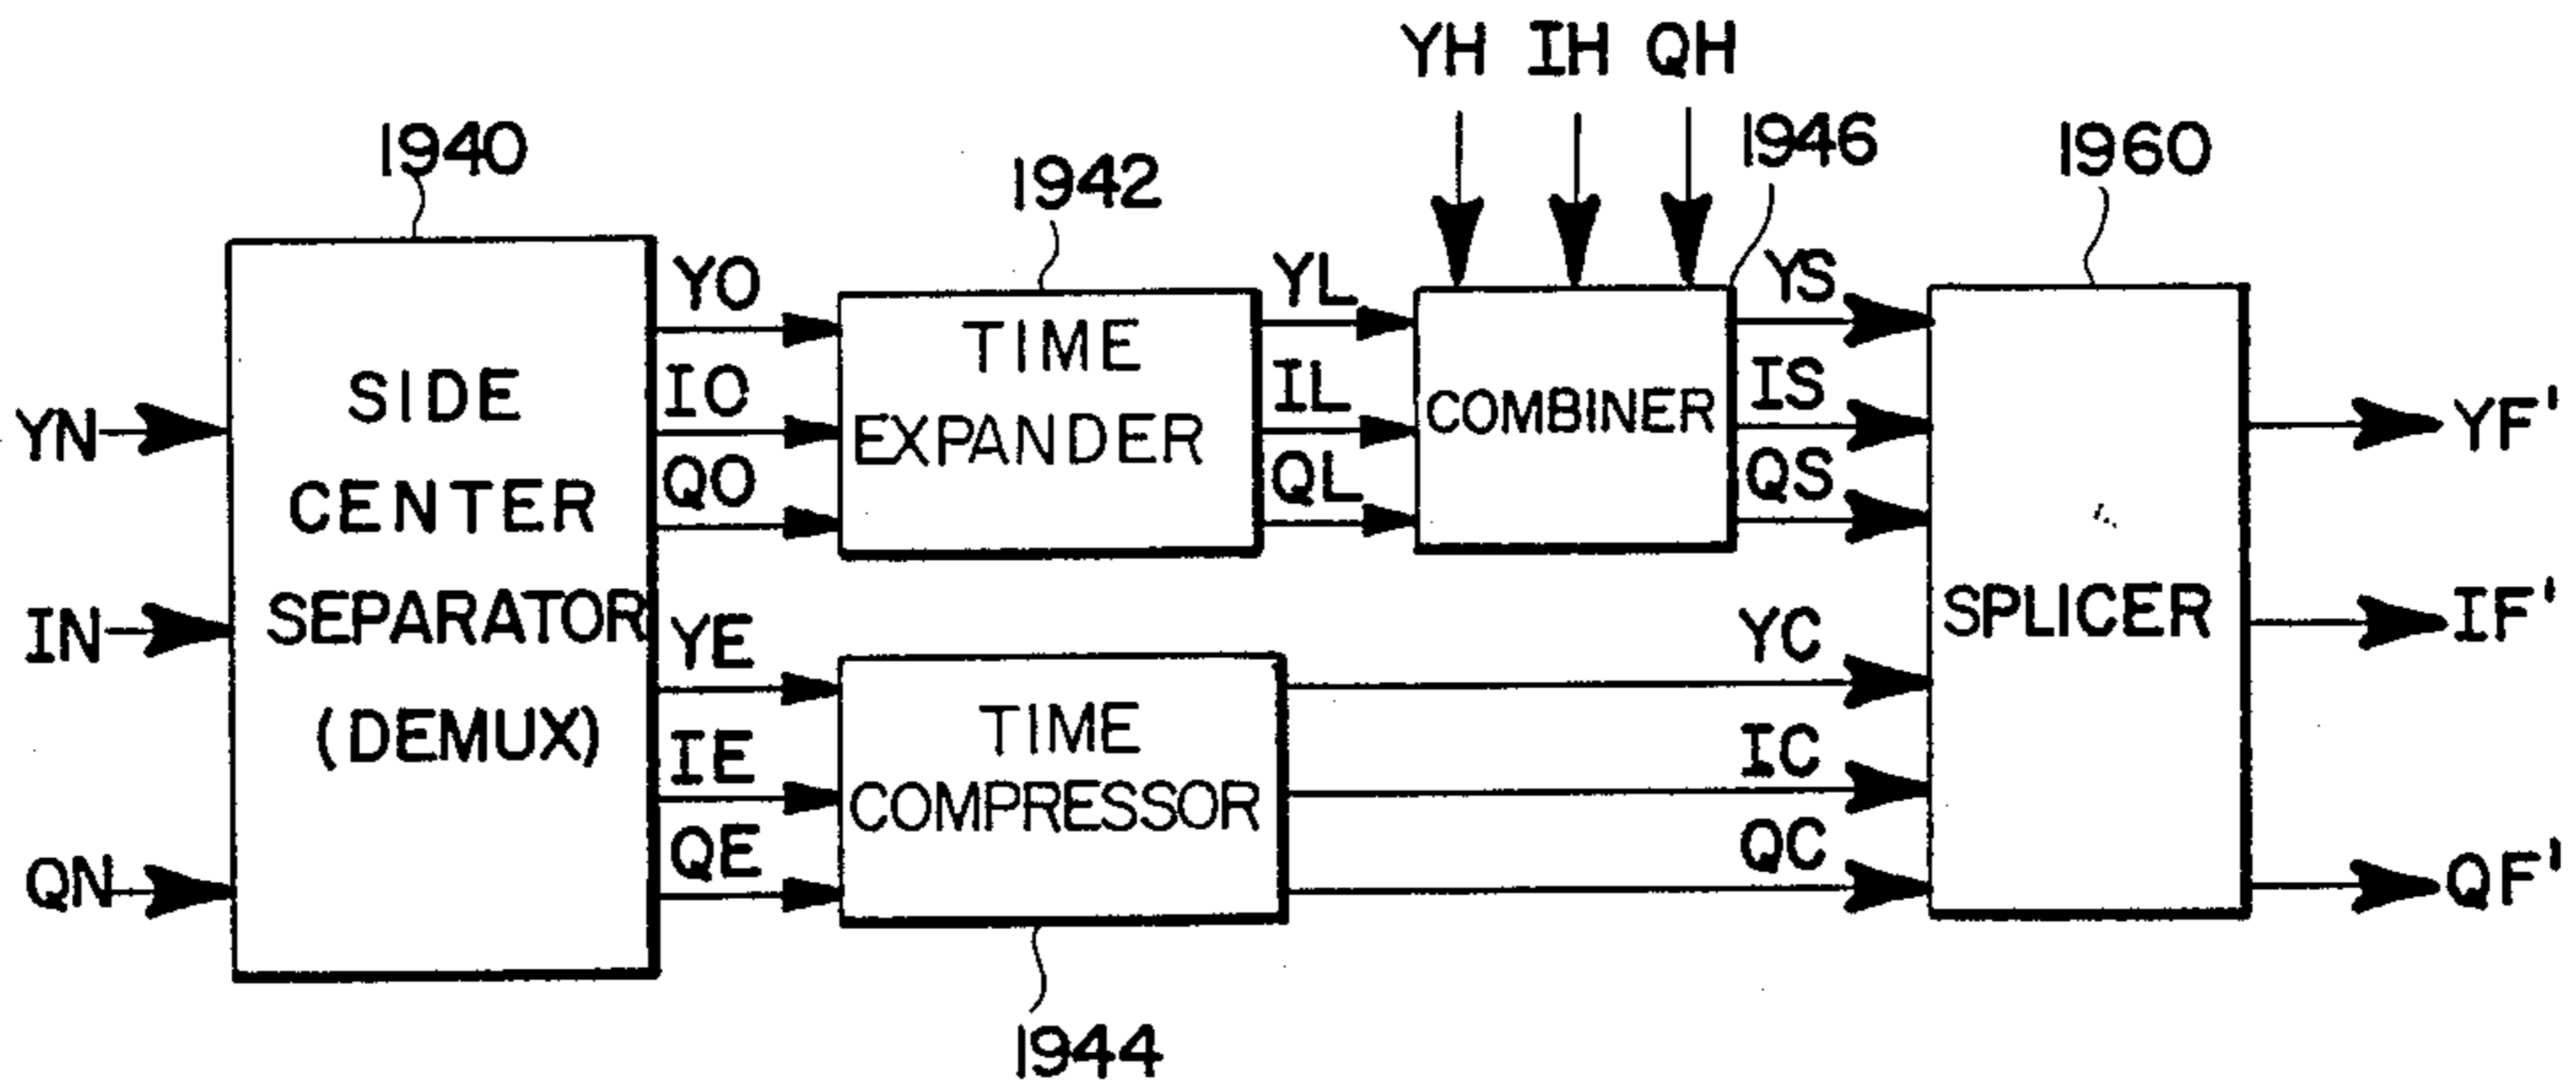 YH IH QH
1940
1942
1946
1960
YN
IN
QN
SIDE
CENTER
SEPARATOR
(DEMUX)
YO
IO
QO
YE
IE
QE
TIME
EXPANDER
TIME
COMPRESSOR
1944
YL
IL
QL
COMBINER
YS
IS
QS
YC
IC
QC
SPLICER
YF'
IF'
QF'